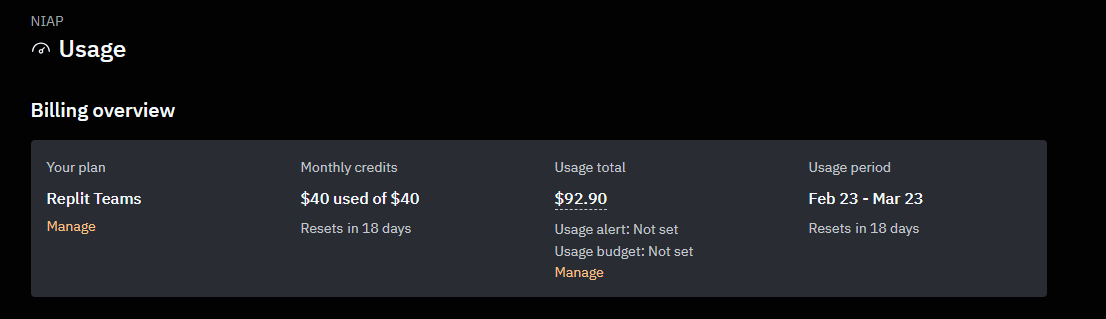 NIAP
Usage
Billing overview
Your plan
Replit Teams
Manage
Monthly credits
$40 used of $40
Resets in 18 days
Usage total
$92.90
Usage alert: Not set
Usage budget: Not set
Manage
Usage period
Feb 23 - Mar 23
Resets in 18 days